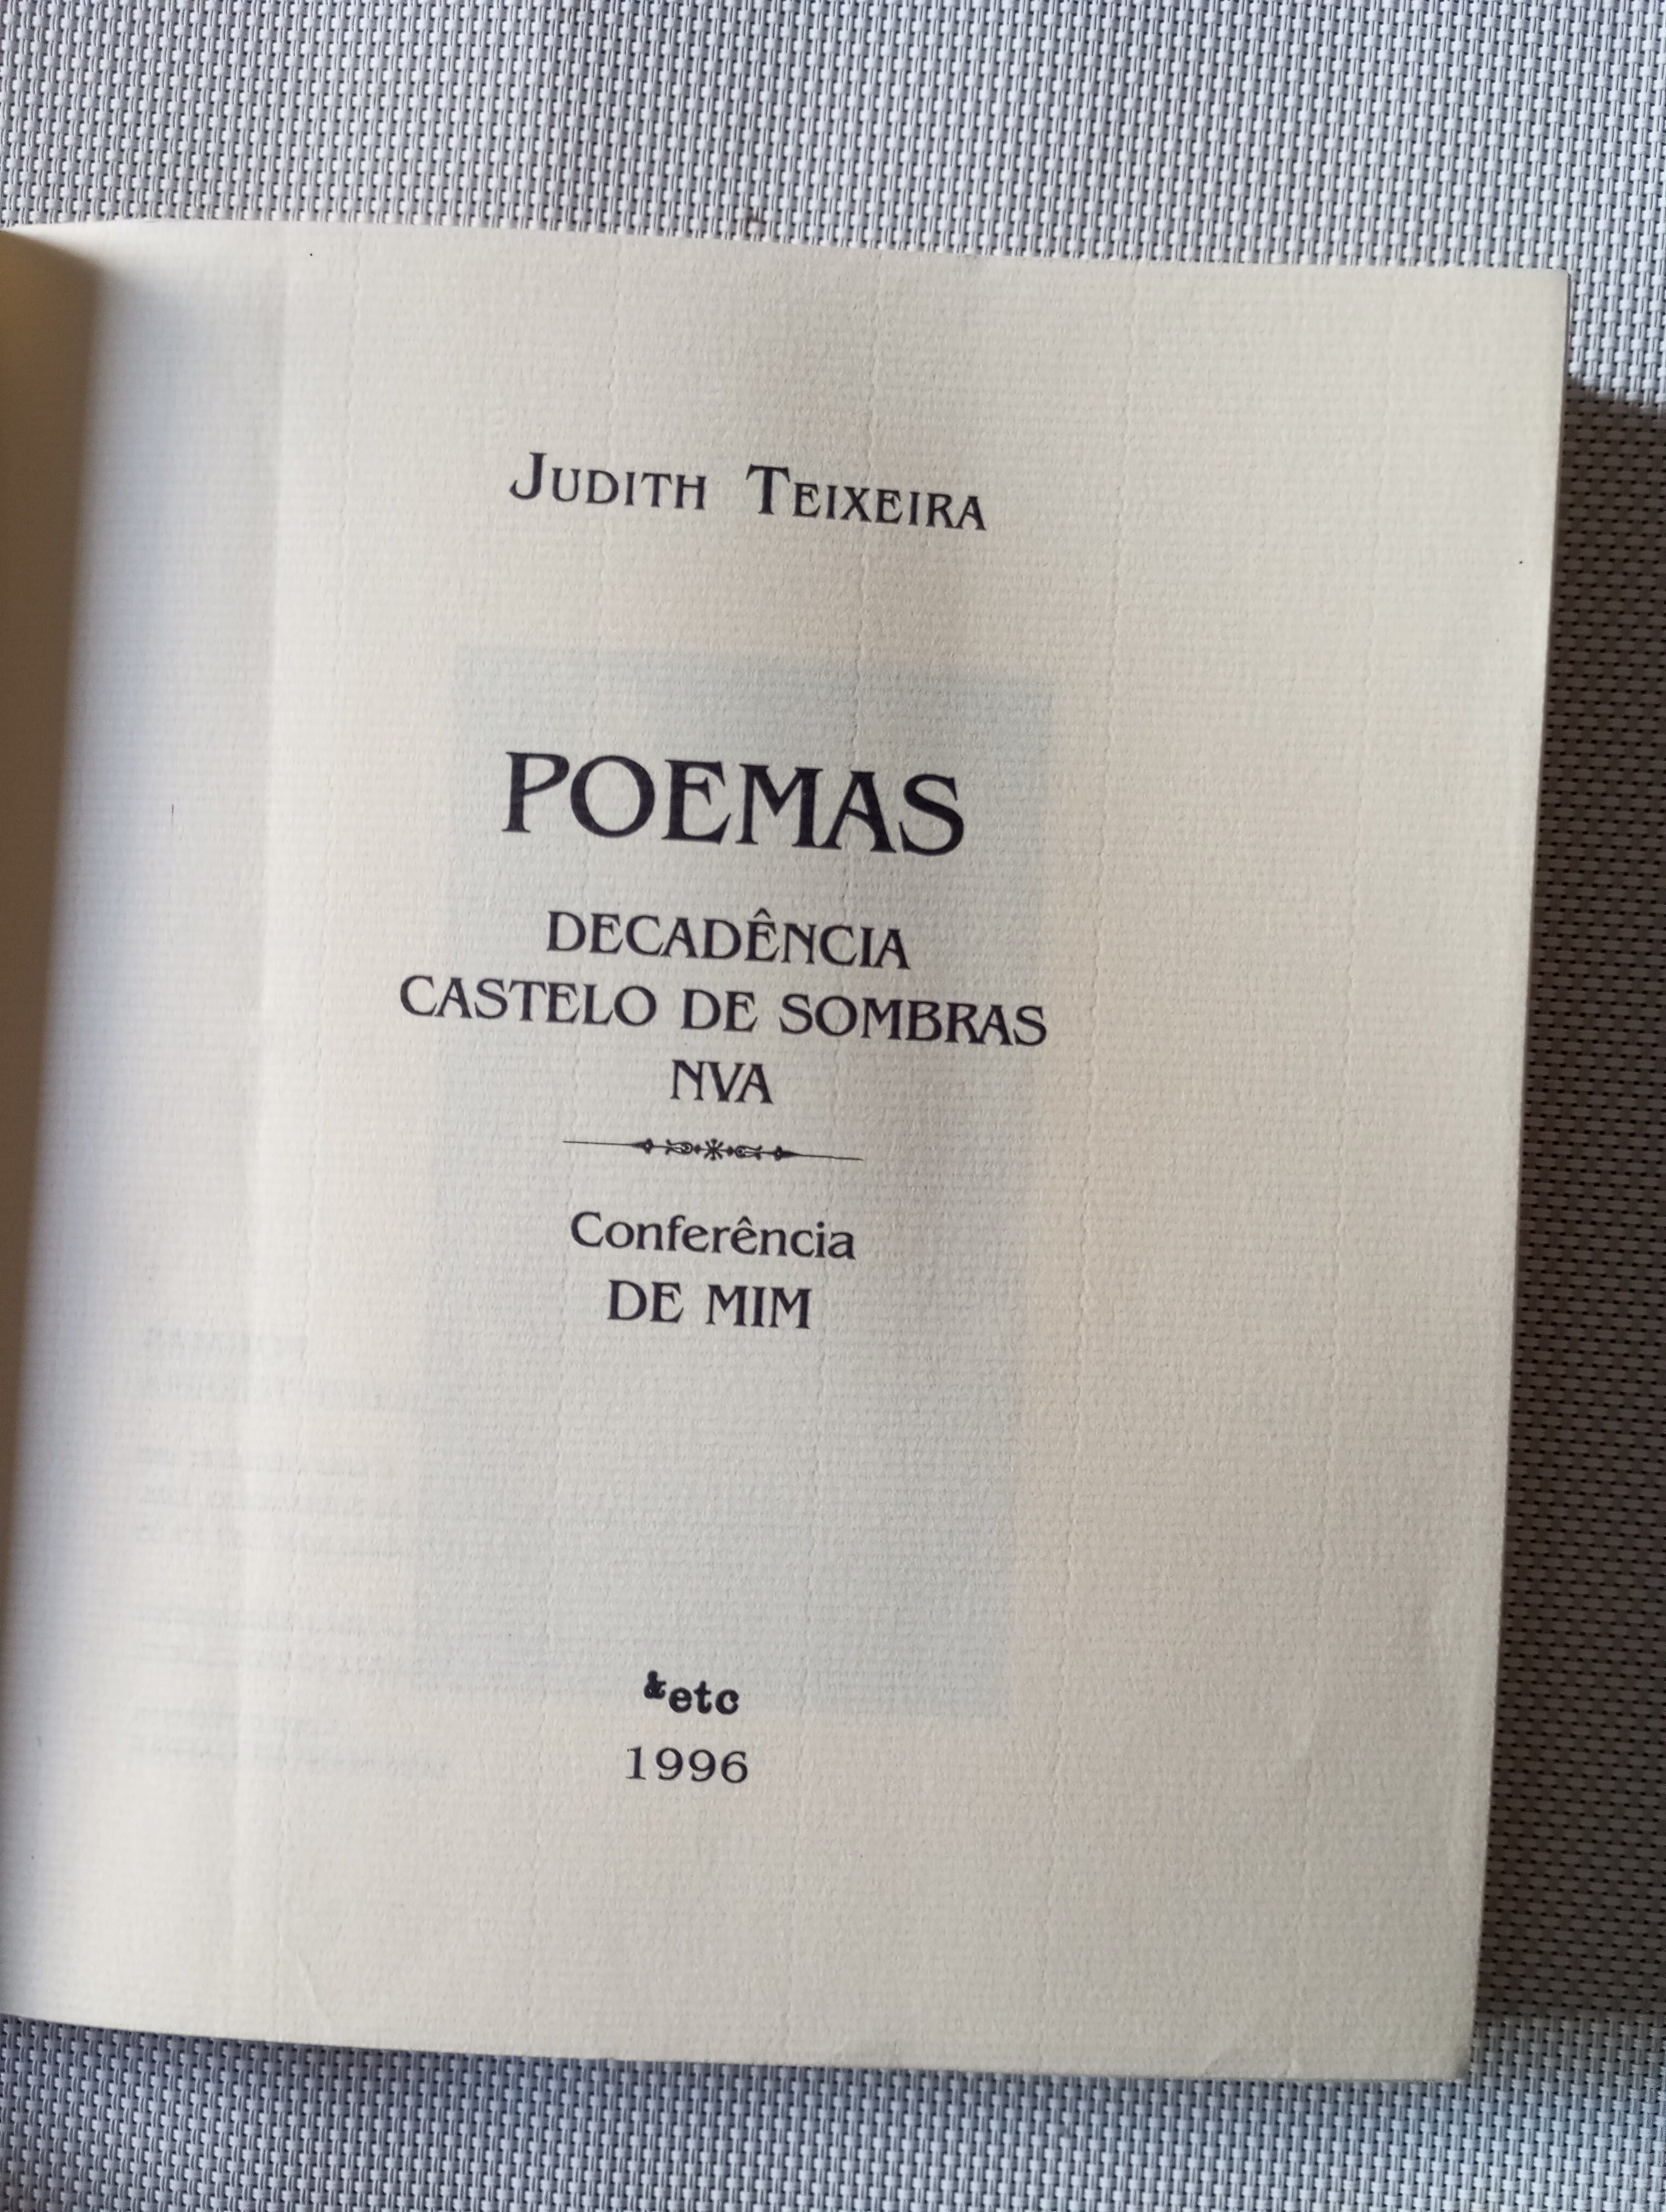 JUDITH TEIXEIRA
POEMAS
DECADÊNCIA
CASTELO DE SOMBRAS
NVA
Conferência
DE MIM
&etc
1996